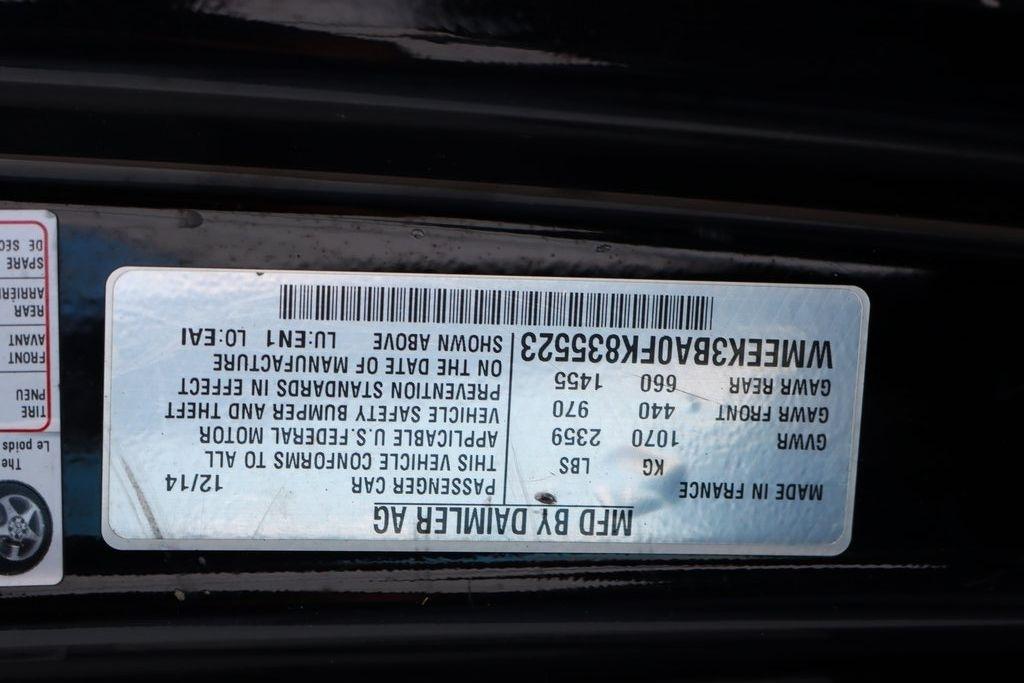 MFD BY DAIMLER AG
MADE IN FRANCE
KG LBS
GVWR 1070 2359
GAWR FRONT 440 970
GAWR REAR 660 1455
WMEEK3BA0FK835523
PASSENGER CAR 12/14
THIS VEHICLE CONFORMS TO ALL
APPLICABLE U.S.FEDERAL MOTOR
VEHICLE SAFETY BUMPER AND THEFT
PREVENTION STANDARDS IN EFFECT
ON THE DATE OF MANUFACTURE
SHOWN ABOVE LU:EN1 LO:EAI
The
Le poids
TIRE
PNEU
FRONT
AVANT
REAR
SPARE
DE